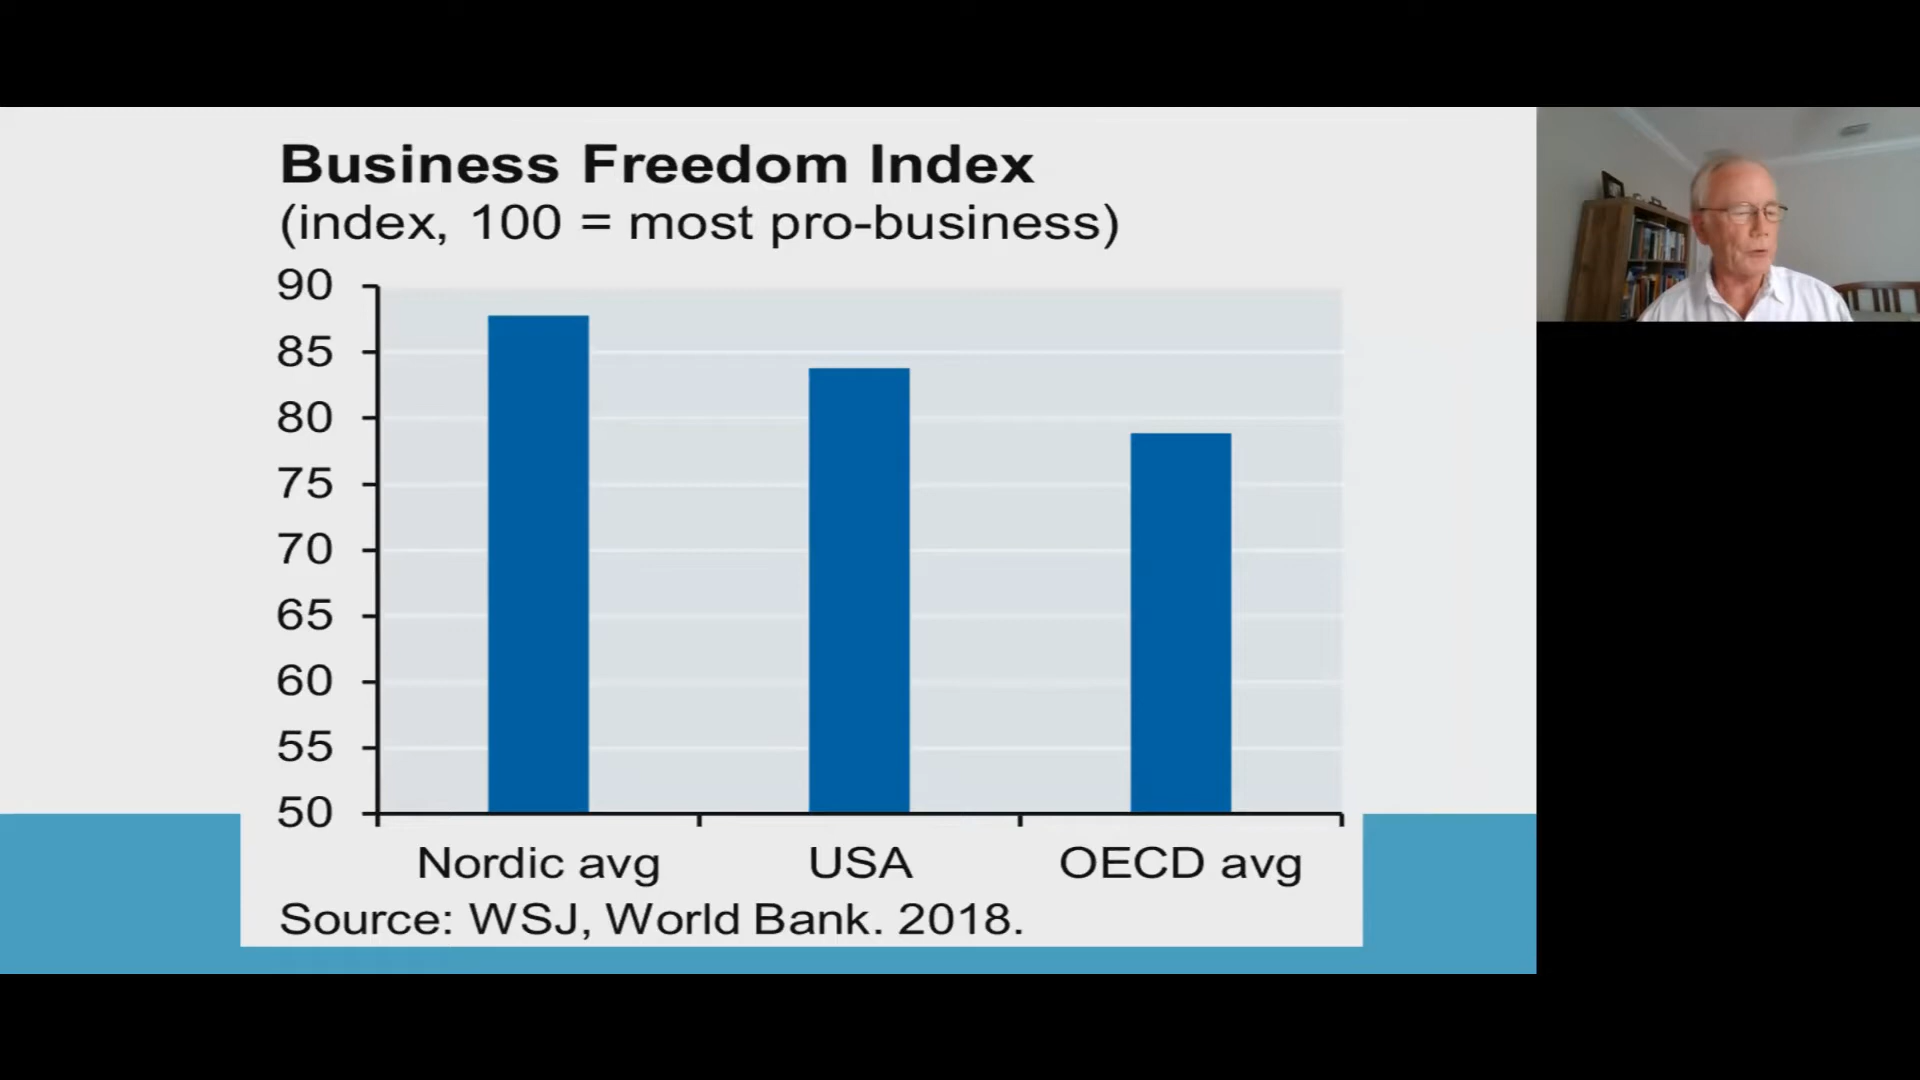 Business Freedom Index
(index, 100 = most pro-business)
90
85
80
75
70
65
60
55
50
Nordic avg USA OECD avg
Source: WSJ, World Bank. 2018.